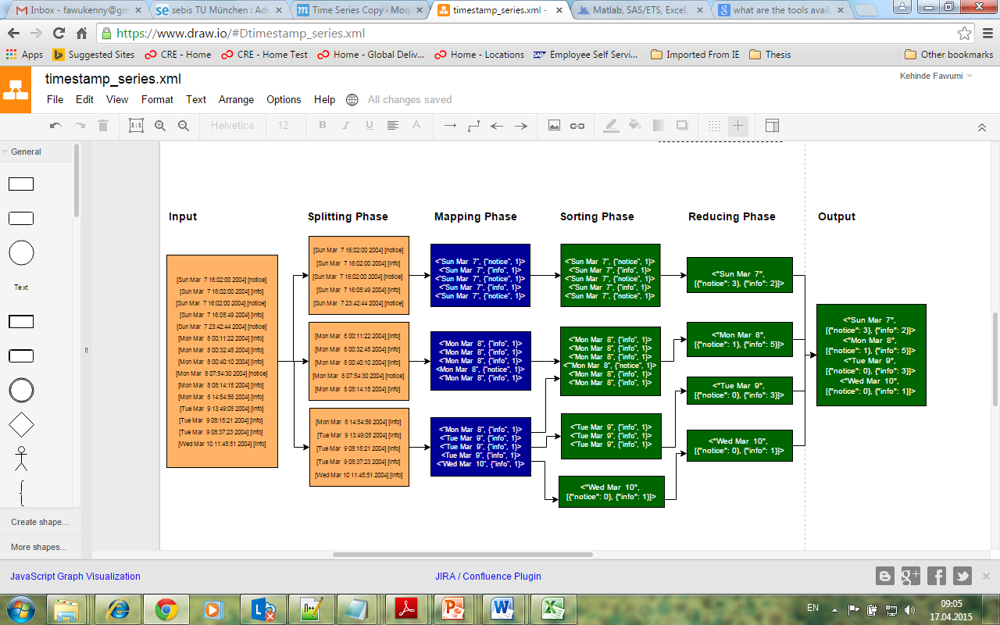 Inbox - fawukenny@gm
sebis TU München : Adv
Time Series Copy · Moq
timestamp_series.xml -
Matlab, SAS/ETS, Excel,
what are the tools avail
https://www.draw.io/#Dtimestamp_series.xml
Apps
Suggested Sites
CRE - Home
CRE - Home Test
Home - Global Deliv...
Home - Locations
Employee Self Servi...
Imported From IE
Thesis
Other bookmarks
timestamp_series.xml
Kehinde Fawumi
File Edit View Format Text Arrange Options Help All changes saved
1:1 Helvetica 12 B I U A
General
Text
Create shape...
More shapes...
Input
[Sun Mar 7 16:02:00 2004] [notice]
[Sun Mar 7 16:02:00 2004] [info]
[Sun Mar 7 16:02:00 2004] [notice]
[Sun Mar 7 16:05:49 2004] [info]
[Sun Mar 7 23:42:44 2004] [notice]
[Mon Mar 8 00:11:22 2004] [info]
[Mon Mar 8 00:32:45 2004] [info]
[Mon Mar 8 00:40:10 2004] [info]
[Mon Mar 8 07:54:30 2004] [notice]
[Mon Mar 8 08:14:15 2004] [info]
[Mon Mar 8 14:54:56 2004] [info]
[Tue Mar 9 13:49:05 2004] [info]
[Tue Mar 9 08:15:21 2004] [info]
[Tue Mar 9 08:37:23 2004] [info]
[Wed Mar 10 11:45:51 2004] [info]
Splitting Phase
[Sun Mar 7 16:02:00 2004] [notice]
[Sun Mar 7 16:02:00 2004] [info]
[Sun Mar 7 16:02:00 2004] [notice]
[Sun Mar 7 16:05:49 2004] [info]
[Sun Mar 7 23:42:44 2004] [notice]
[Mon Mar 8 00:11:22 2004] [info]
[Mon Mar 8 00:32:45 2004] [info]
[Mon Mar 8 00:40:10 2004] [info]
[Mon Mar 8 07:54:30 2004] [notice]
[Mon Mar 8 08:14:15 2004] [info]
[Mon Mar 8 14:54:56 2004] [info]
[Tue Mar 9 13:49:05 2004] [info]
[Tue Mar 9 08:15:21 2004] [info]
[Tue Mar 9 08:37:23 2004] [info]
[Wed Mar 10 11:45:51 2004] [info]
Mapping Phase
<"Sun Mar 7", {"notice", 1}>
<"Sun Mar 7", {"info", 1}>
<"Sun Mar 7", {"notice", 1}>
<"Sun Mar 7", {"info", 1}>
<"Sun Mar 7", {"notice", 1}>
<"Mon Mar 8", {"info", 1}>
<"Mon Mar 8", {"info", 1}>
<"Mon Mar 8", {"info", 1}>
<Mon Mar 8", {"notice", 1}>
<"Mon Mar 8", {"info", 1}>
<"Mon Mar 8", {"info", 1}>
<"Tue Mar 9", {"info", 1}>
<"Tue Mar 9", {"info", 1}>
<"Tue Mar 9", {"info", 1}>
<"Wed Mar 10", {"info", 1}>
Sorting Phase
<"Sun Mar 7", {"notice", 1}>
<"Sun Mar 7", {"info", 1}>
<"Sun Mar 7", {"notice", 1}>
<"Sun Mar 7", {"info", 1}>
<"Sun Mar 7", {"notice", 1}>
<"Mon Mar 8", {"info", 1}>
<"Mon Mar 8", {"info", 1}>
<"Mon Mar 8", {"info", 1}>
<""Mon Mar 8", {"notice", 1}>
<"Mon Mar 8", {"info", 1}>
<"Mon Mar 8", {"info", 1}>
<"Tue Mar 9", {"info", 1}>
<"Tue Mar 9", {"info", 1}>
<"Tue Mar 9", {"info", 1}>
<"Wed Mar 10",
[{"notice": 0}, {"info": 1}]>
Reducing Phase
<"Sun Mar 7",
[{"notice": 3}, {"info": 2}]>
<"Mon Mar 8",
[{"notice": 1}, {"info": 5}]>
<"Tue Mar 9",
[{"notice": 0}, {"info": 3}]>
<"Wed Mar 10",
[{"notice": 0}, {"info": 1}]>
Output
<"Sun Mar 7",
[{"notice": 3}, {"info": 2}]>
<"Mon Mar 8",
[{"notice": 1}, {"info": 5}]>
<"Tue Mar 9",
[{"notice": 0}, {"info": 3}]>
<"Wed Mar 10",
[{"notice": 0}, {"info": 1}]>
JavaScript Graph Visualization
JIRA / Confluence Plugin
EN
09:05
17.04.2015